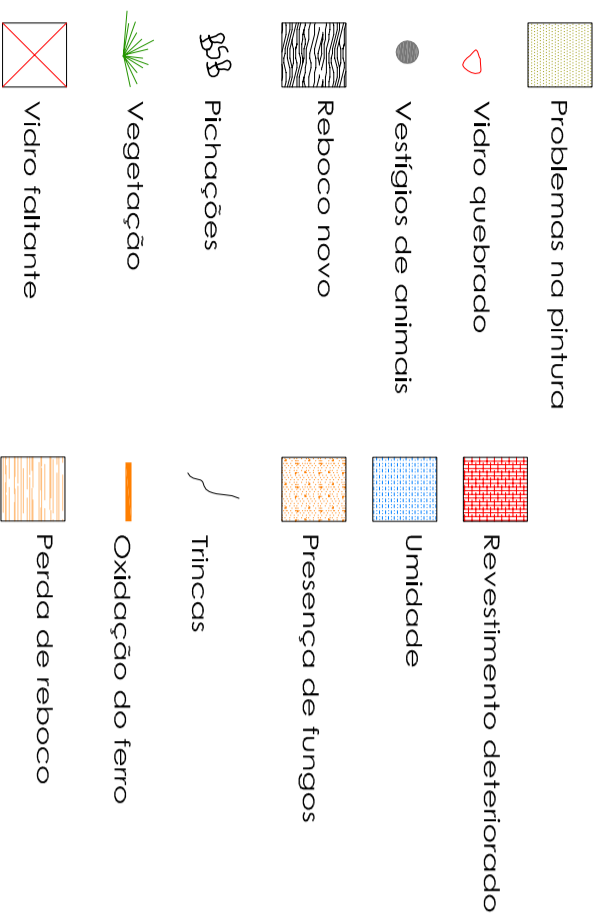 Problemas na pintura
Vidro quebrado
Vestígios de animais
Reboco novo
Pichações
Vegetação
Vidro faltante
Revestimento deteriorado
Umidade
Presença de fungos
Trincas
Oxidação do ferro
Perda de reboco